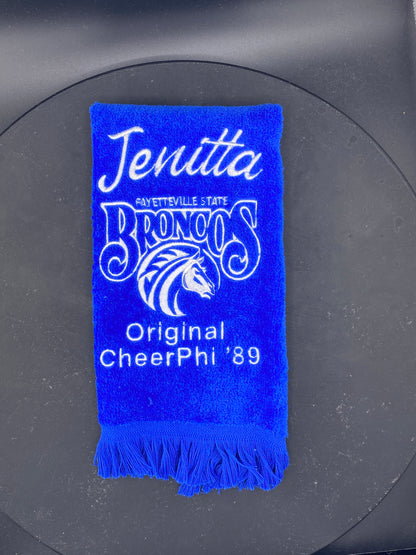 Jenitta
FAYETTEVILLE STATE
BRONCOS
Original
CheerPhi '89